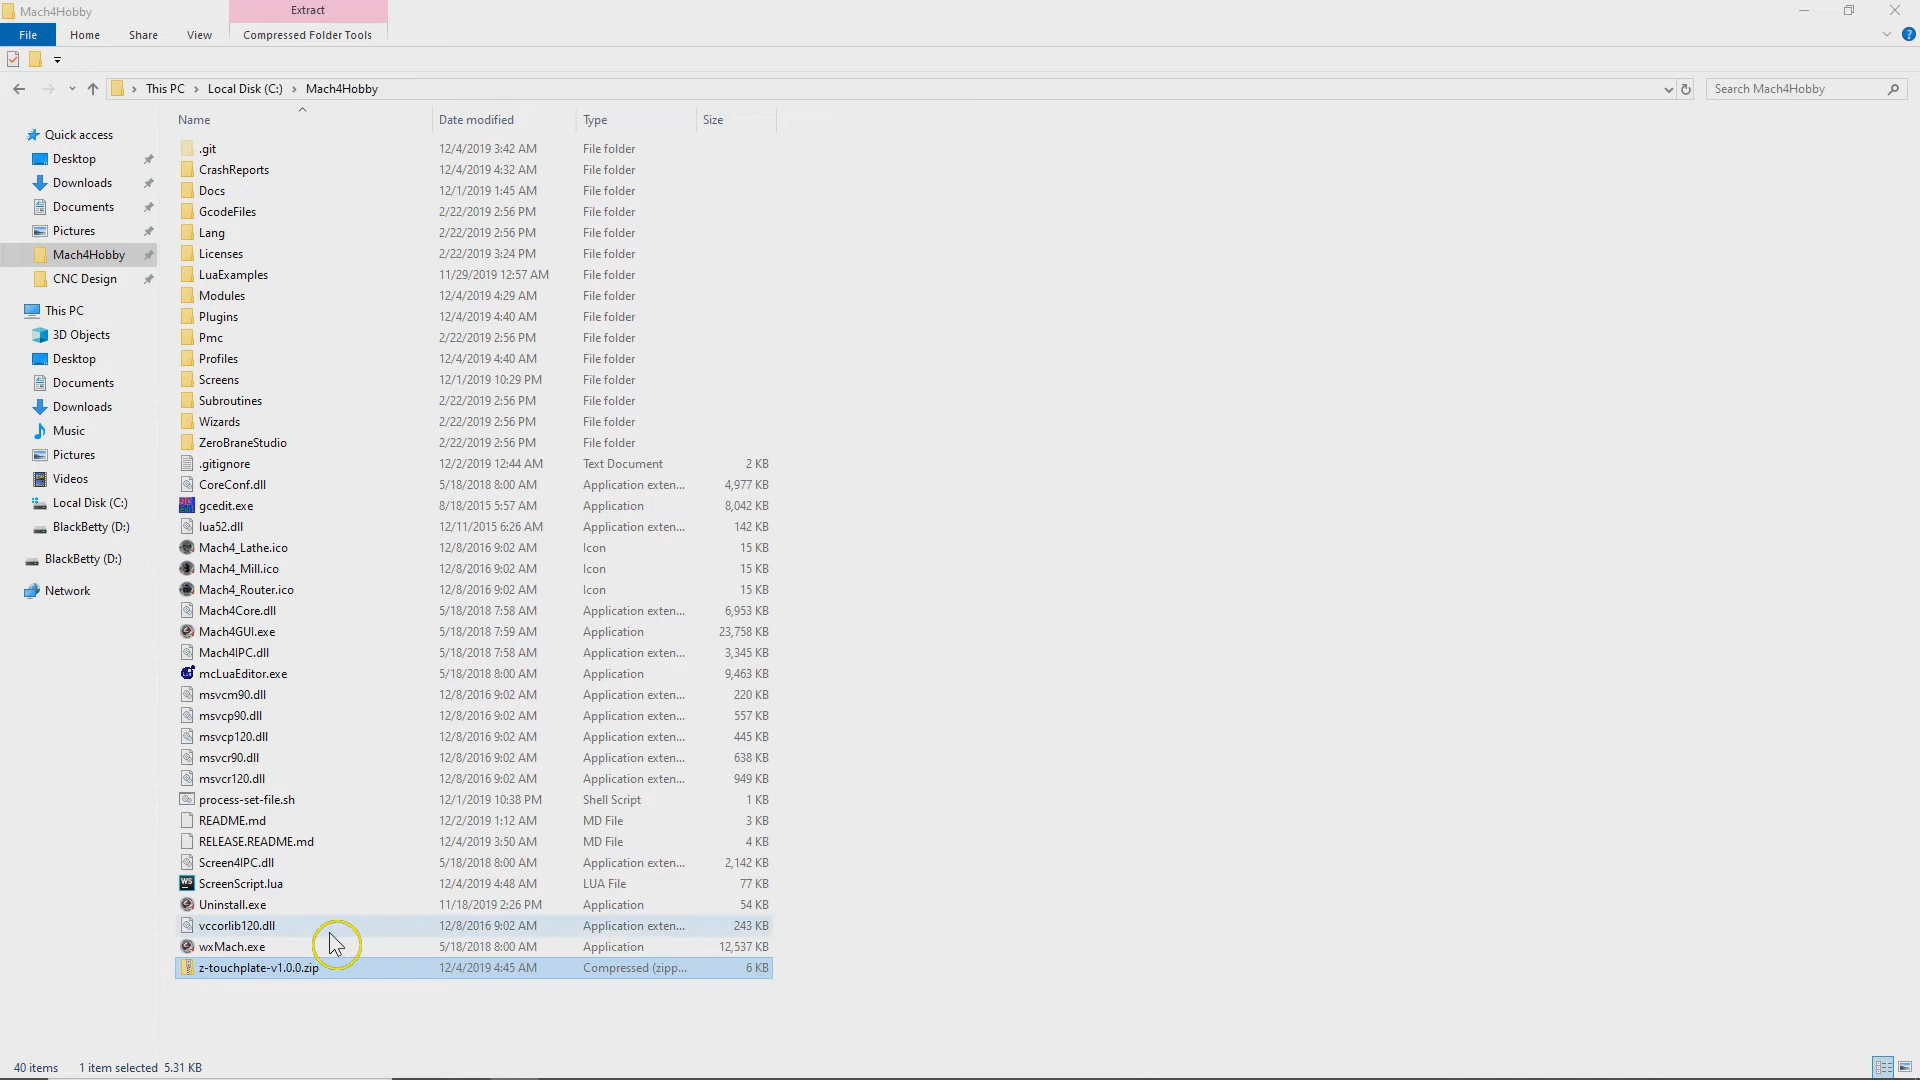 Mach4Hobby
Extract
File Home Share View Compressed Folder Tools
This PC Local Disk (C:) Mach4Hobby
Search Mach4Hobby
Quick access
Desktop
Downloads
Documents
Pictures
Mach4Hobby
CNC Design
This PC
3D Objects
Desktop
Documents
Downloads
Music
Pictures
Videos
Local Disk (C:)
BlackBetty (D:)
BlackBetty (D:)
Network
Name Date modified Type Size
.git 12/4/2019 3:42 AM File folder
CrashReports 12/4/2019 4:32 AM File folder
Docs 12/1/2019 1:45 AM File folder
GcodeFiles 2/22/2019 2:56 PM File folder
Lang 2/22/2019 2:56 PM File folder
Licenses 2/22/2019 3:24 PM File folder
LuaExamples 11/29/2019 12:57 AM File folder
Modules 12/4/2019 4:29 AM File folder
Plugins 12/4/2019 4:40 AM File folder
Pmc 2/22/2019 2:56 PM File folder
Profiles 12/4/2019 4:40 AM File folder
Screens 12/1/2019 10:29 PM File folder
Subroutines 2/22/2019 2:56 PM File folder
Wizards 2/22/2019 2:56 PM File folder
ZeroBraneStudio 2/22/2019 2:56 PM File folder
.gitignore 12/2/2019 12:44 AM Text Document 2 KB
CoreConf.dll 5/18/2018 8:00 AM Application exten... 4,977 KB
gcedit.exe 8/18/2015 5:57 AM Application 8,042 KB
lua52.dll 12/11/2015 6:26 AM Application exten... 142 KB
Mach4_Lathe.ico 12/8/2016 9:02 AM Icon 15 KB
Mach4_Mill.ico 12/8/2016 9:02 AM Icon 15 KB
Mach4_Router.ico 12/8/2016 9:02 AM Icon 15 KB
Mach4Core.dll 5/18/2018 7:58 AM Application exten... 6,953 KB
Mach4GUI.exe 5/18/2018 7:59 AM Application 23,758 KB
Mach4IPC.dll 5/18/2018 7:58 AM Application exten... 3,345 KB
mcLuaEditor.exe 5/18/2018 8:00 AM Application 9,463 KB
msvcm90.dll 12/8/2016 9:02 AM Application exten... 220 KB
msvcp90.dll 12/8/2016 9:02 AM Application exten... 557 KB
msvcp120.dll 12/8/2016 9:02 AM Application exten... 445 KB
msvcr90.dll 12/8/2016 9:02 AM Application exten... 638 KB
msvcr120.dll 12/8/2016 9:02 AM Application exten... 949 KB
process-set-file.sh 12/1/2019 10:38 PM Shell Script 1 KB
README.md 12/2/2019 1:12 AM MD File 3 KB
RELEASE.README.md 12/4/2019 3:50 AM MD File 4 KB
Screen4IPC.dll 5/18/2018 8:00 AM Application exten... 2,142 KB
WS ScreenScript.lua 12/4/2019 4:48 AM LUA File 77 KB
Uninstall.exe 11/18/2019 2:26 PM Application 54 KB
vccorlib120.dll 12/8/2016 9:02 AM Application exten... 243 KB
wxMach.exe 5/18/2018 8:00 AM Application 12,537 KB
z-touchplate-v1.0.0.zip 12/4/2019 4:45 AM Compressed (zipp... 6 KB
40 items 1 item selected 5.31 KB